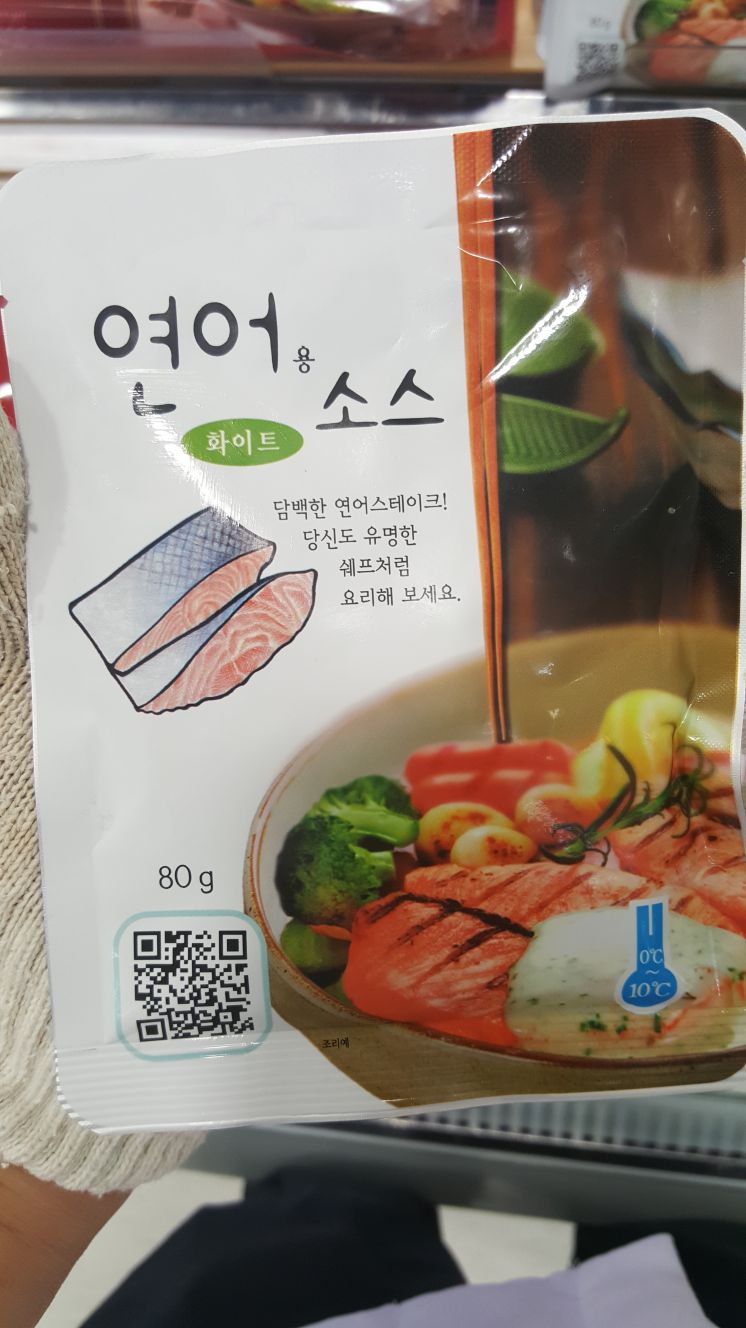 연어용
소스
화이트
담백한 연어스테이크!
당신도 유명한
쉐프처럼
요리해 보세요.
80 g
0℃
~
10℃
조리예